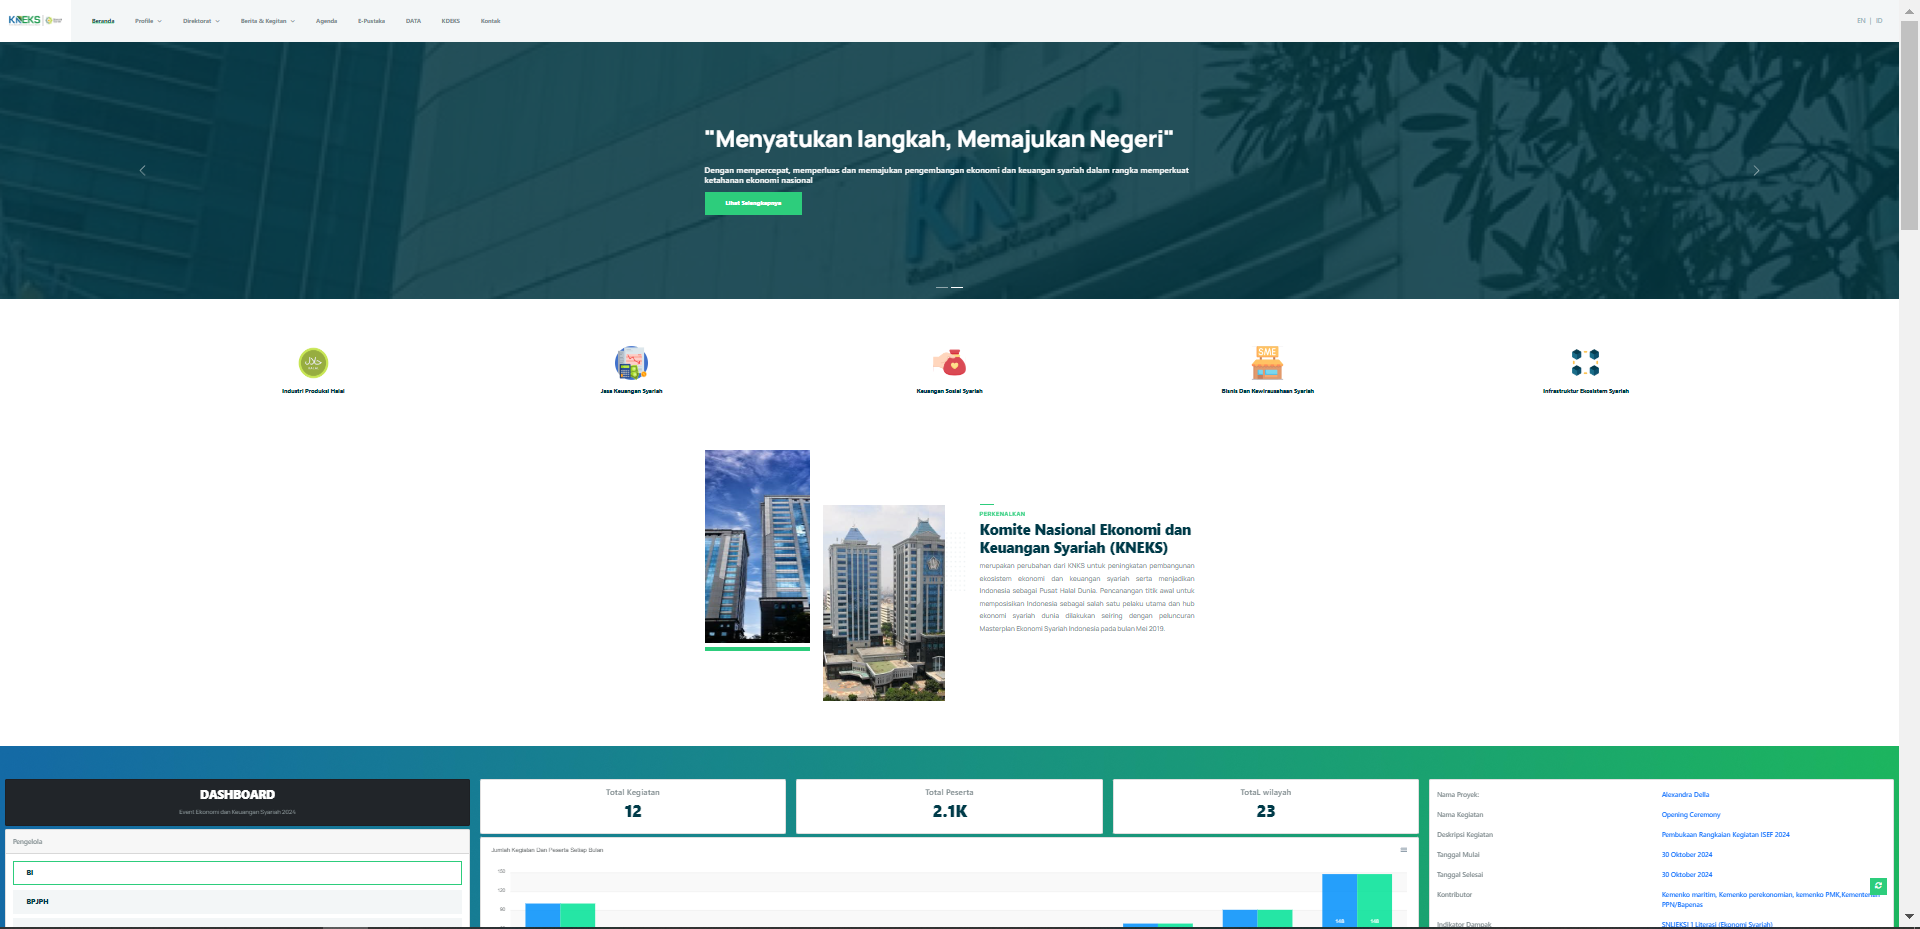 KNEKS
Beranda
Profile
Direktorat
Berita & Kegitan
Agenda
E-Pustaka
DATA
KDEKS
Kontak
EN | ID
"Menyatukan langkah, Memajukan Negeri"
Dengan mempercepat, memperluas dan memajukan pengembangan ekonomi dan keuangan syariah dalam rangka memperkuat
ketahanan ekonomi nasional
Lihat Selengkapnya
KNKS
Industri Produksi Halal
Jasa Keuangan Syariah
Keuangan Sosial Syariah
SME
Bisnis Dan Kewirausahaan Syariah
Infrastruktur Ekosistem Syariah
PERKENALKAN
Komite Nasional Ekonomi dan
Keuangan Syariah (KNEKS)
merupakan perubahan dari KNKS untuk peningkatan pembangunan
ekosistem ekonomi dan keuangan syariah serta menjadikan
Indonesia sebagai Pusat Halal Dunia. Pencanangan titik awal untuk
memposisikan Indonesia sebagai salah satu pelaku utama dan hub
ekonomi syariah dunia dilakukan seiring dengan peluncuran
Masterplan Ekonomi Syariah Indonesia pada bulan Mei 2019.
DASHBOARD
Event Ekonomi dan Keuangan Syariah 2024
Pengelola
BI
BPJPH
Total Kegiatan
12
Total Peserta
2.1K
TotaL wilayah
23
Jumlah Kegiatan Dan Peserta Setiap Bulan
150
120
90
148
148
Nama Proyek:
Alexandra Della
Nama Kegiatan
Opening Ceremony
Deskripsi Kegiatan
Pembukaan Rangkaian Kegiatan ISEF 2024
Tanggal Mulai
30 Oktober 2024
Tanggal Selesai
30 Oktober 2024
Kontributor
Kemenko maritim, Kemenko perekonomian, kemenko PMK,Kementerian
PPN/Bapenas
Indikator Dampak
SNLIEKSI 1 Literasi (Ekonomi Syariah)